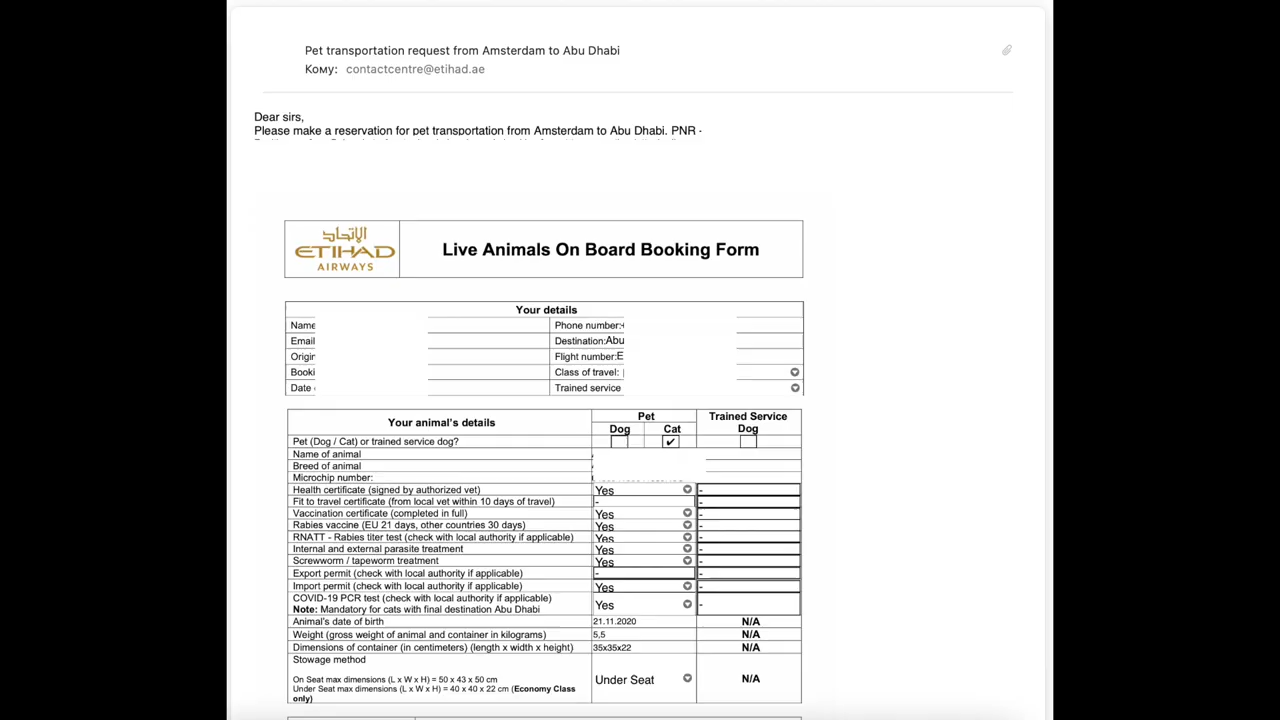 Pet transportation request from Amsterdam to Abu Dhabi
Кому: contactcentre@etihad.ae
Dear sirs,
Please make a reservation for pet transportation from Amsterdam to Abu Dhabi. PNR -
الاتحاد
ETIHAD
AIRWAYS
Live Animals On Board Booking Form
Your details
Name Phone number:
Email Destination:Abu
Origin Flight number:E
Booki Class of travel:
Date Trained service
Your animal's details Pet Trained Service Dog
Dog Cat
Pet (Dog / Cat) or trained service dog? ✔
Name of animal
Breed of animal
Microchip number:
Health certificate (signed by authorized vet) Yes -
Fit to travel certificate (from local vet within 10 days of travel) - -
Vaccination certificate (completed in full) Yes -
Rabies vaccine (EU 21 days, other countries 30 days) Yes -
RNATT - Rabies titer test (check with local authority if applicable) Yes -
Internal and external parasite treatment Yes -
Screwworm / tapeworm treatment Yes -
Export permit (check with local authority if applicable) - -
Import permit (check with local authority if applicable) Yes -
COVID-19 PCR test (check with local authority if applicable)
Note: Mandatory for cats with final destination Abu Dhabi Yes -
Animal's date of birth 21.11.2020 N/A
Weight (gross weight of animal and container in kilograms) 5,5 N/A
Dimensions of container (in centimeters) (length x width x height) 35x35x22 N/A
Stowage method
On Seat max dimensions (L x W x H) = 50 x 43 x 50 cm
Under Seat max dimensions (L x W x H) = 40 x 40 x 22 cm (Economy Class only) Under Seat N/A